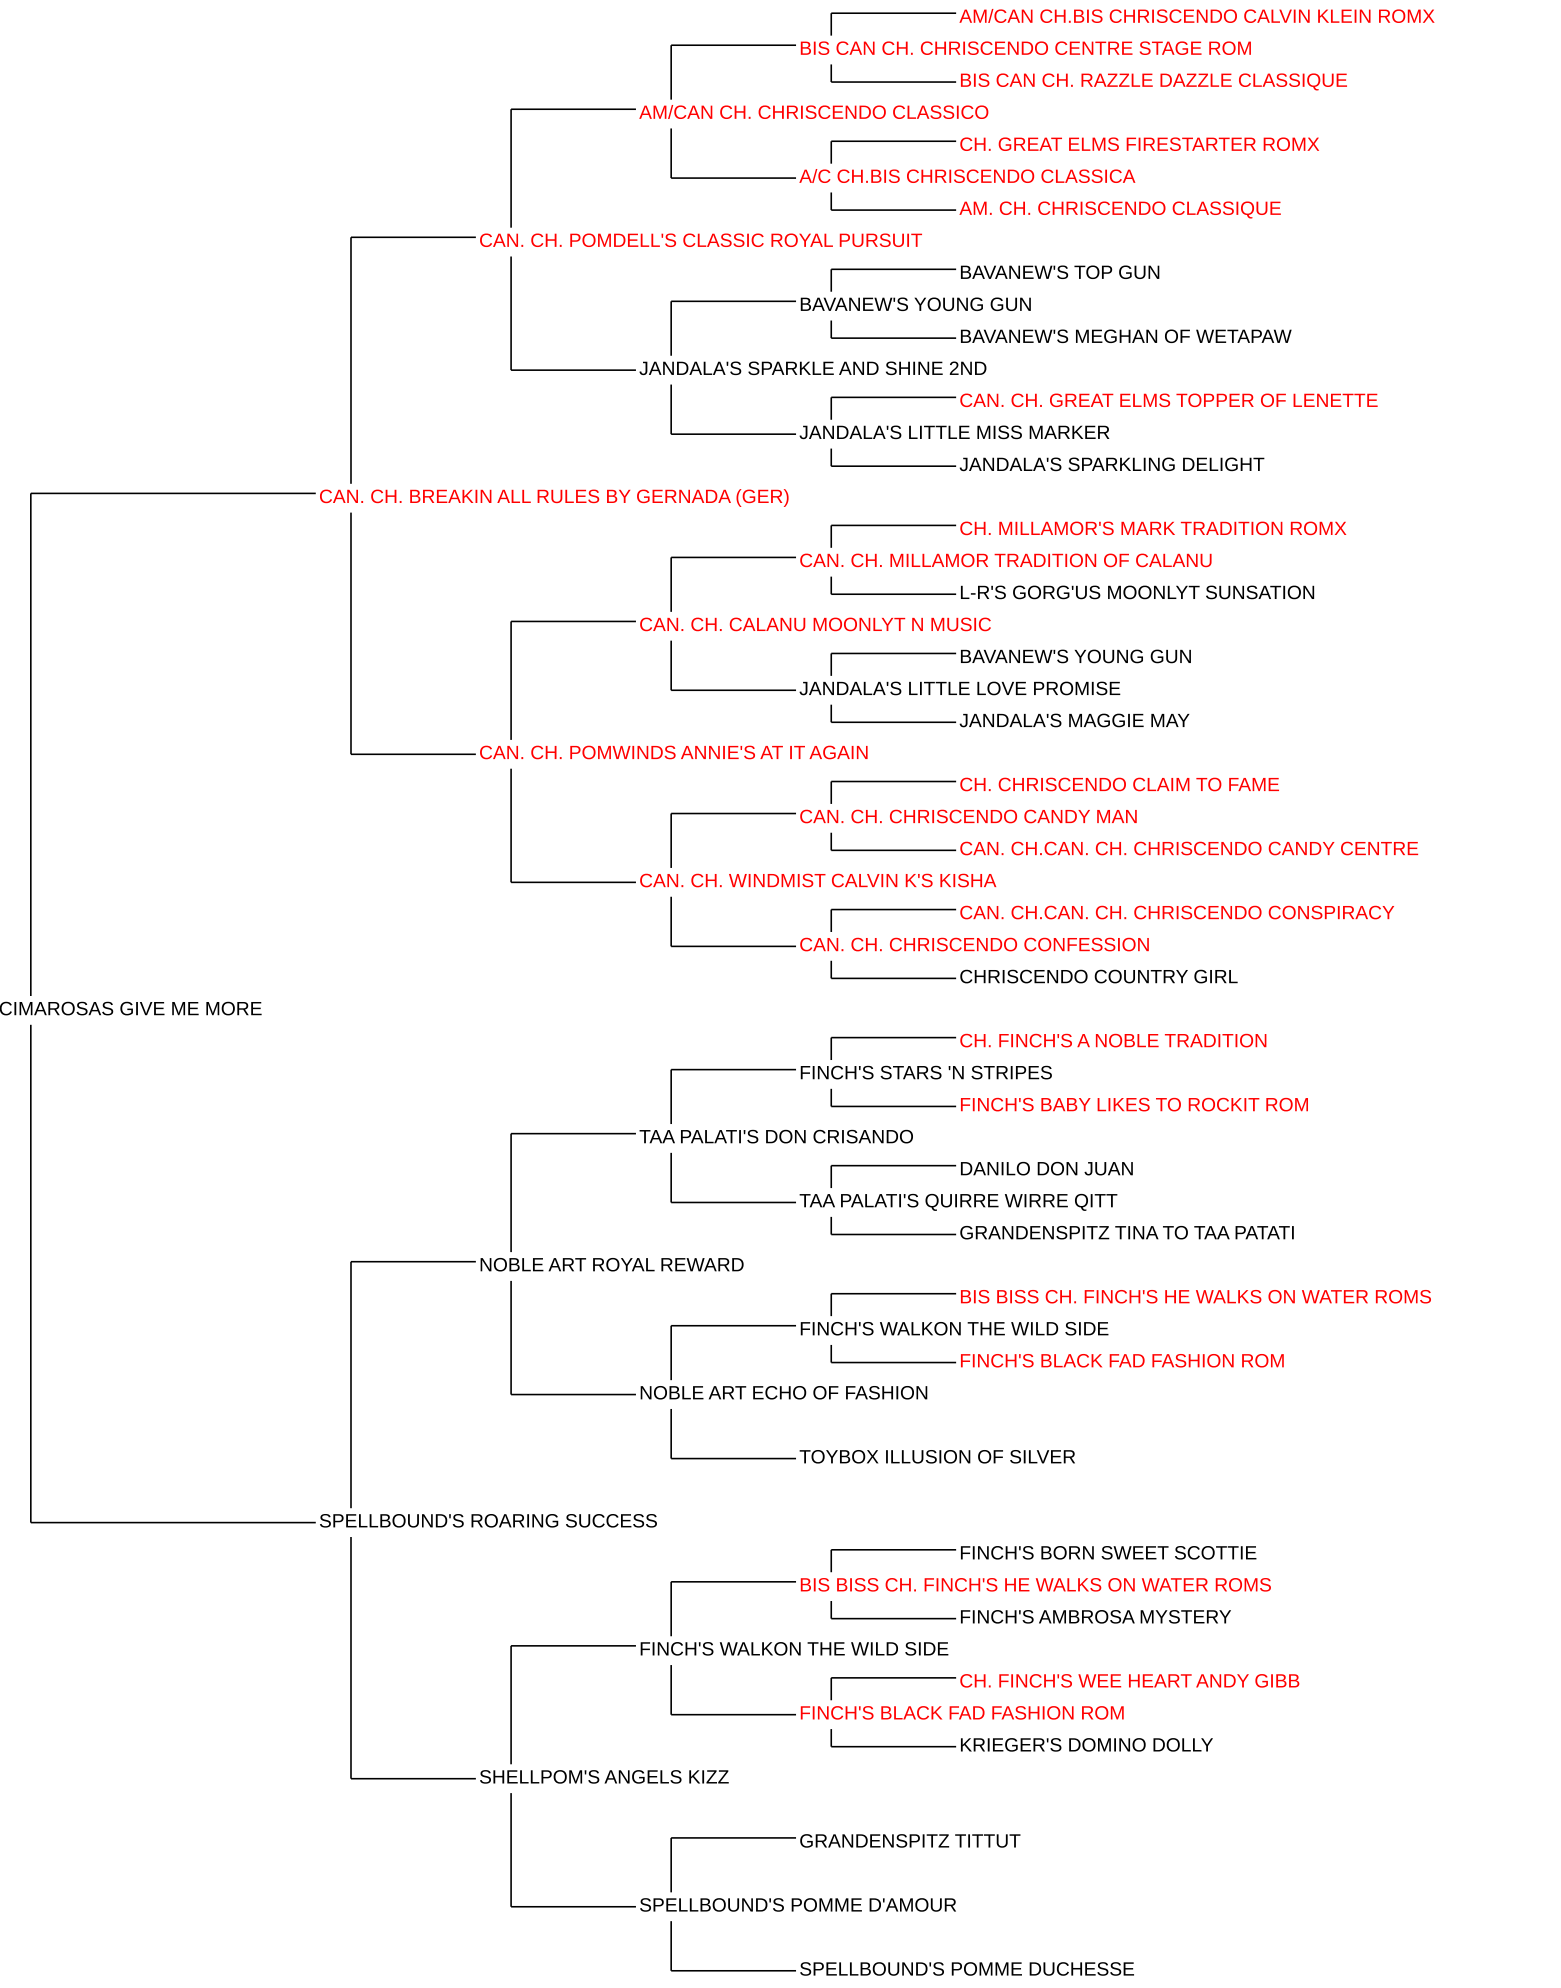 AM/CAN CH.BIS CHRISCENDO CALVIN KLEIN ROMX
BIS CAN CH. CHRISCENDO CENTRE STAGE ROM
BIS CAN CH. RAZZLE DAZZLE CLASSIQUE
AM/CAN CH. CHRISCENDO CLASSICO
CH. GREAT ELMS FIRESTARTER ROMX
A/C CH.BIS CHRISCENDO CLASSICA
AM. CH. CHRISCENDO CLASSIQUE
CAN. CH. POMDELL'S CLASSIC ROYAL PURSUIT
BAVANEW'S TOP GUN
BAVANEW'S YOUNG GUN
BAVANEW'S MEGHAN OF WETAPAW
JANDALA'S SPARKLE AND SHINE 2ND
CAN. CH. GREAT ELMS TOPPER OF LENETTE
JANDALA'S LITTLE MISS MARKER
JANDALA'S SPARKLING DELIGHT
CAN. CH. BREAKIN ALL RULES BY GERNADA (GER)
CH. MILLAMOR'S MARK TRADITION ROMX
CAN. CH. MILLAMOR TRADITION OF CALANU
L-R'S GORG'US MOONLYT SUNSATION
CAN. CH. CALANU MOONLYT N MUSIC
BAVANEW'S YOUNG GUN
JANDALA'S LITTLE LOVE PROMISE
JANDALA'S MAGGIE MAY
CAN. CH. POMWINDS ANNIE'S AT IT AGAIN
CH. CHRISCENDO CLAIM TO FAME
CAN. CH. CHRISCENDO CANDY MAN
CAN. CH.CAN. CH. CHRISCENDO CANDY CENTRE
CAN. CH. WINDMIST CALVIN K'S KISHA
CAN. CH.CAN. CH. CHRISCENDO CONSPIRACY
CAN. CH. CHRISCENDO CONFESSION
CHRISCENDO COUNTRY GIRL
CIMAROSAS GIVE ME MORE
CH. FINCH'S A NOBLE TRADITION
FINCH'S STARS 'N STRIPES
FINCH'S BABY LIKES TO ROCKIT ROM
TAA PALATI'S DON CRISANDO
DANILO DON JUAN
TAA PALATI'S QUIRRE WIRRE QITT
GRANDENSPITZ TINA TO TAA PATATI
NOBLE ART ROYAL REWARD
BIS BISS CH. FINCH'S HE WALKS ON WATER ROMS
FINCH'S WALKON THE WILD SIDE
FINCH'S BLACK FAD FASHION ROM
NOBLE ART ECHO OF FASHION
TOYBOX ILLUSION OF SILVER
SPELLBOUND'S ROARING SUCCESS
FINCH'S BORN SWEET SCOTTIE
BIS BISS CH. FINCH'S HE WALKS ON WATER ROMS
FINCH'S AMBROSA MYSTERY
FINCH'S WALKON THE WILD SIDE
CH. FINCH'S WEE HEART ANDY GIBB
FINCH'S BLACK FAD FASHION ROM
KRIEGER'S DOMINO DOLLY
SHELLPOM'S ANGELS KIZZ
GRANDENSPITZ TITTUT
SPELLBOUND'S POMME D'AMOUR
SPELLBOUND'S POMME DUCHESSE